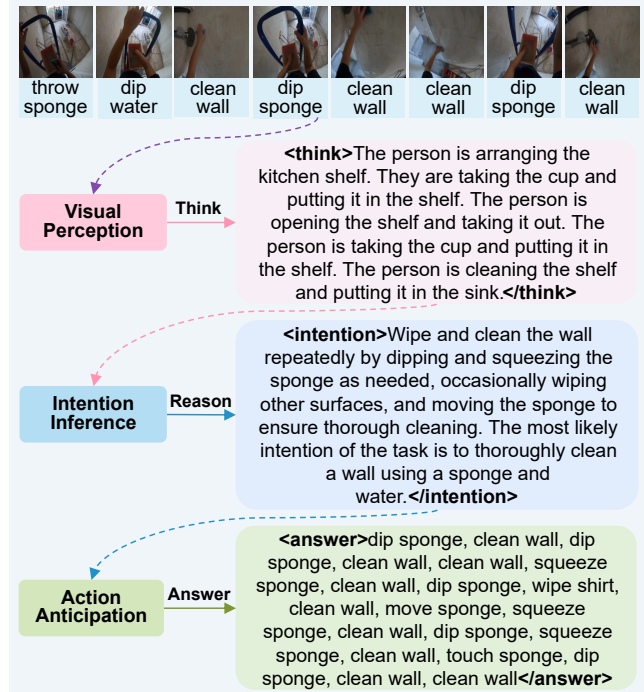 throw sponge
dip water
clean wall
dip sponge
clean wall
clean wall
dip sponge
clean wall
Visual Perception
Think
<think>The person is arranging the
kitchen shelf. They are taking the cup and
putting it in the shelf. The person is
opening the shelf and taking it out. The
person is taking the cup and putting it in
the shelf. The person is cleaning the shelf
and putting it in the sink.</think>
Intention Inference
Reason
<intention>Wipe and clean the wall
repeatedly by dipping and squeezing the
sponge as needed, occasionally wiping
other surfaces, and moving the sponge to
ensure thorough cleaning. The most likely
intention of the task is to thoroughly clean
a wall using a sponge and
water.</intention>
Action Anticipation
Answer
<answer>dip sponge, clean wall, dip
sponge, clean wall, clean wall, squeeze
sponge, clean wall, dip sponge, wipe shirt,
clean wall, move sponge, squeeze
sponge, clean wall, dip sponge, squeeze
sponge, clean wall, touch sponge, dip
sponge, clean wall, clean wall</answer>